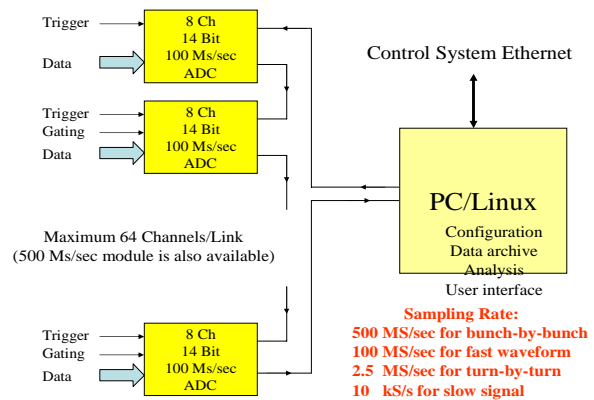 Trigger
Data
8 Ch
14 Bit
100 Ms/sec
ADC
Trigger
Gating
Data
8 Ch
14 Bit
100 Ms/sec
ADC
Maximum 64 Channels/Link
(500 Ms/sec module is also available)
Trigger
Gating
Data
8 Ch
14 Bit
100 Ms/sec
ADC
Control System Ethernet
PC/Linux
Configuration
Data archive
Analysis
User interface
Sampling Rate:
500 MS/sec for bunch-by-bunch
100 MS/sec for fast waveform
2.5 MS/sec for turn-by-turn
10 kS/s for slow signal